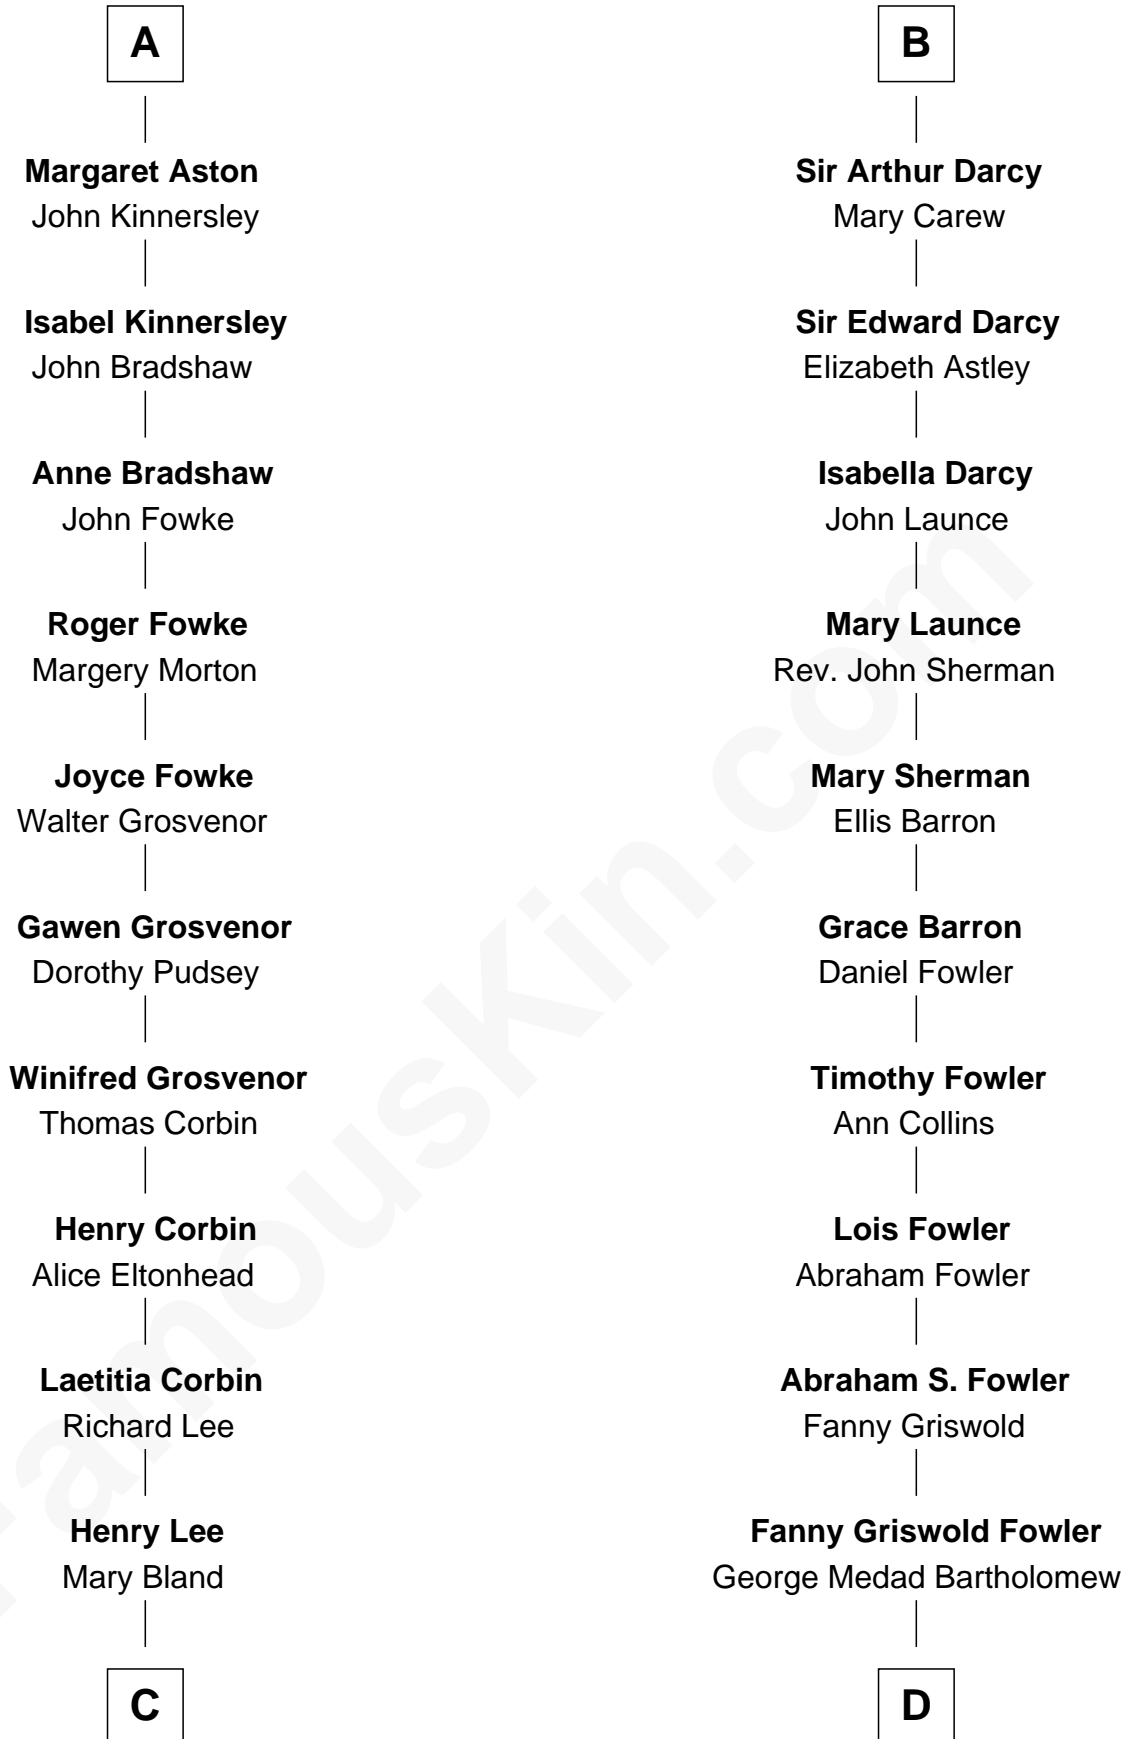 A
Margaret Aston
John Kinnersley
Isabel Kinnersley
John Bradshaw
Anne Bradshaw
John Fowke
Roger Fowke
Margery Morton
Joyce Fowke
Walter Grosvenor
Gawen Grosvenor
Dorothy Pudsey
Winifred Grosvenor
Thomas Corbin
Henry Corbin
Alice Eltonhead
Laetitia Corbin
Richard Lee
Henry Lee
Mary Bland
C
B
Sir Arthur Darcy
Mary Carew
Sir Edward Darcy
Elizabeth Astley
Isabella Darcy
John Launce
Mary Launce
Rev. John Sherman
Mary Sherman
Ellis Barron
Grace Barron
Daniel Fowler
Timothy Fowler
Ann Collins
Lois Fowler
Abraham Fowler
Abraham S. Fowler
Fanny Griswold
Fanny Griswold Fowler
George Medad Bartholomew
D
FamousKin.com